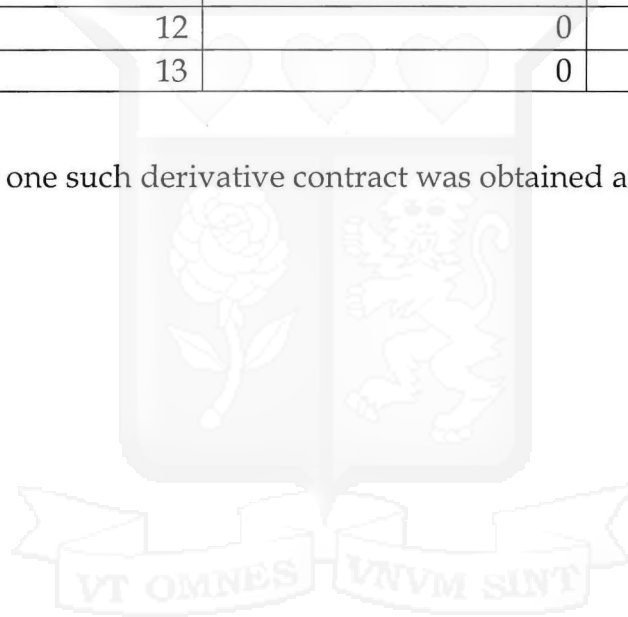 12 0
13 0
one such derivative contract was obtained a
VT OMNES VNVM SINT